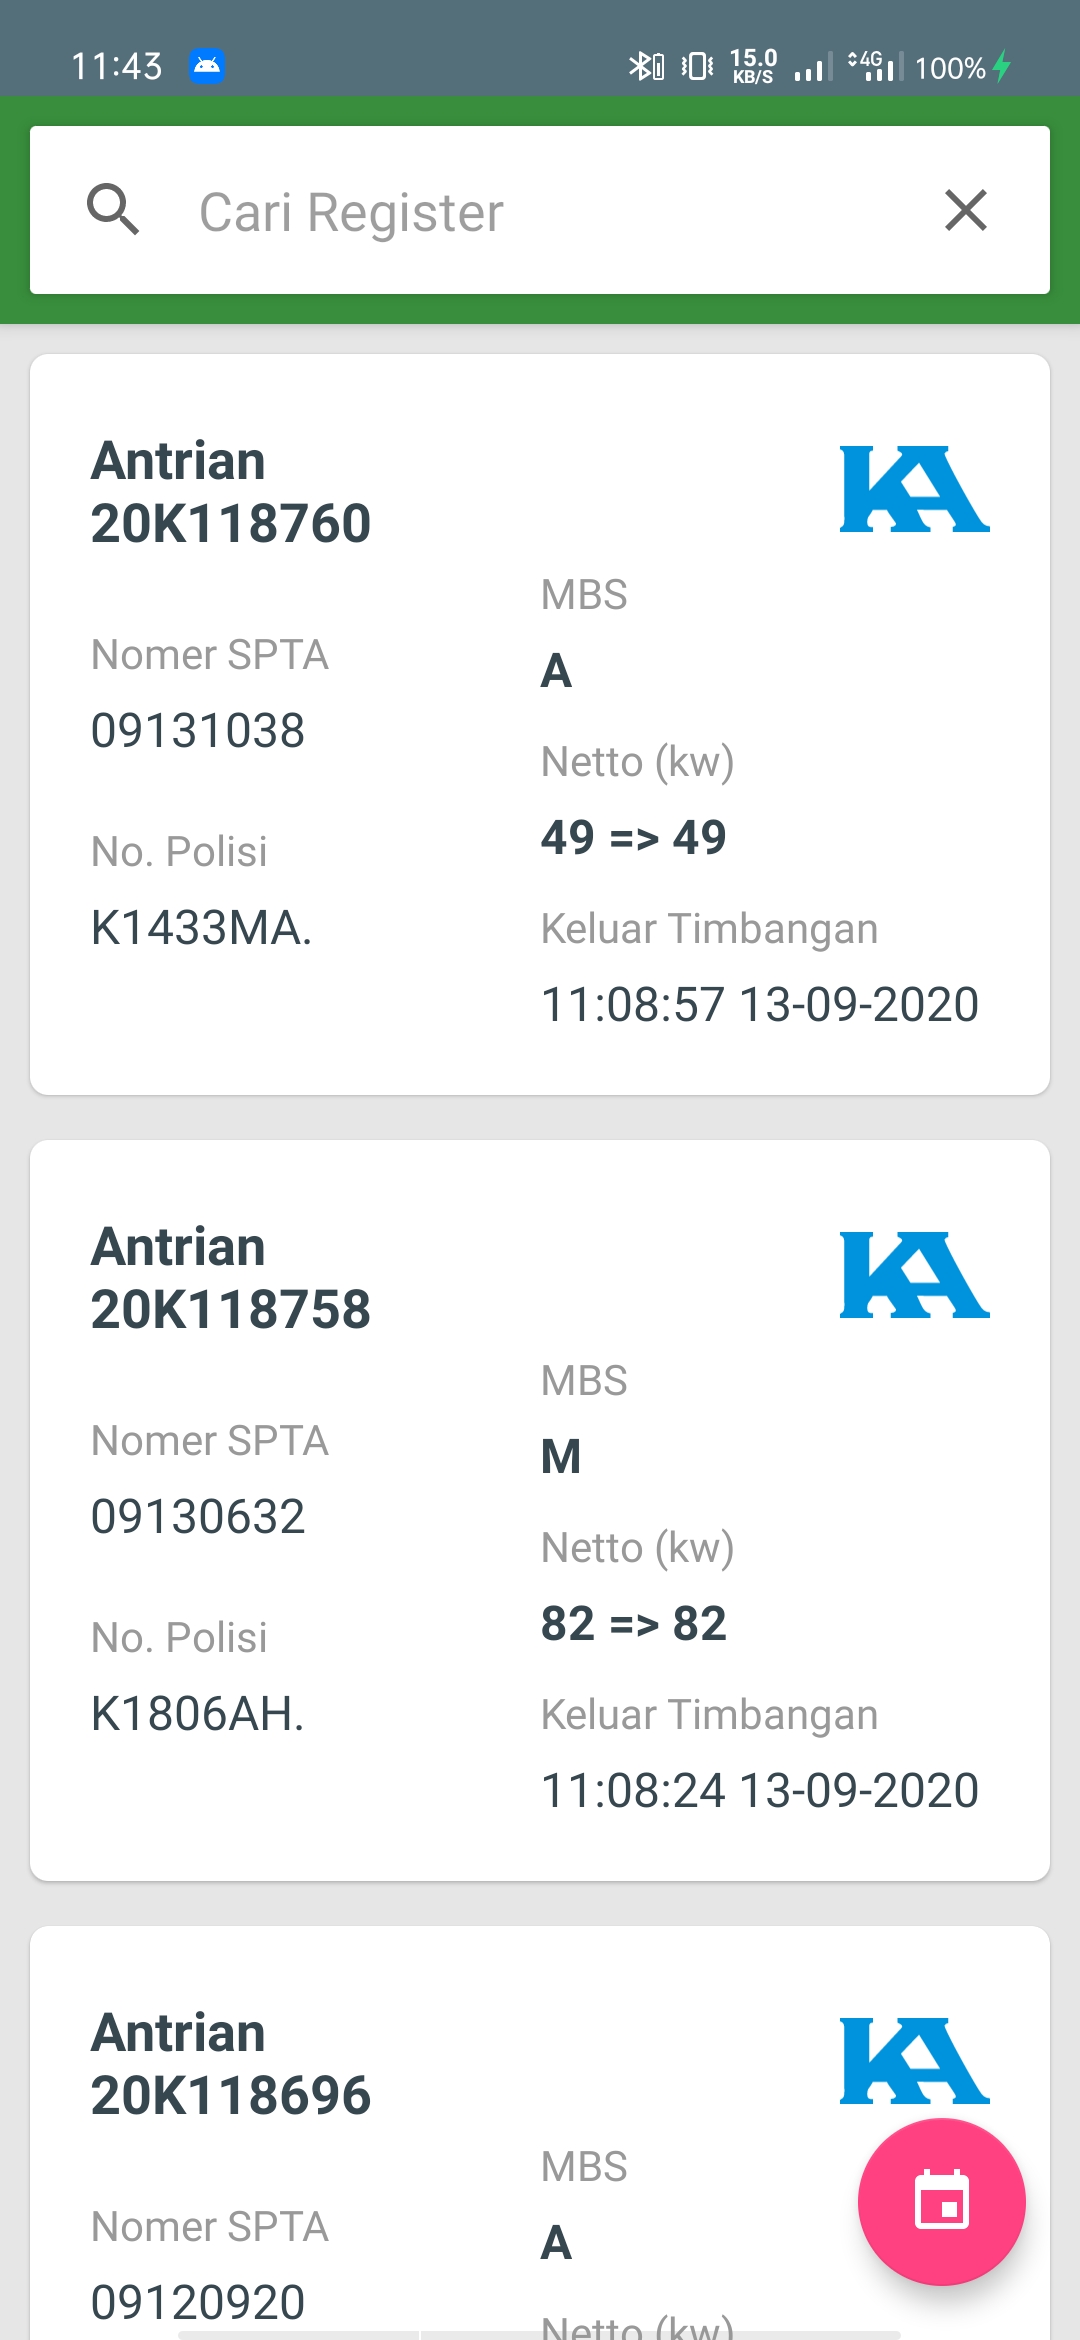 11:43
15.0
KB/S
4G
100%
Cari Register
Antrian
20K118760
KA
Nomer SPTA
09131038
No. Polisi
K1433MA.
MBS
A
Netto (kw)
49 => 49
Keluar Timbangan
11:08:57 13-09-2020
Antrian
20K118758
KA
Nomer SPTA
09130632
No. Polisi
K1806AH.
MBS
M
Netto (kw)
82 => 82
Keluar Timbangan
11:08:24 13-09-2020
Antrian
20K118696
KA
Nomer SPTA
09120920
MBS
A
Netto (kw)